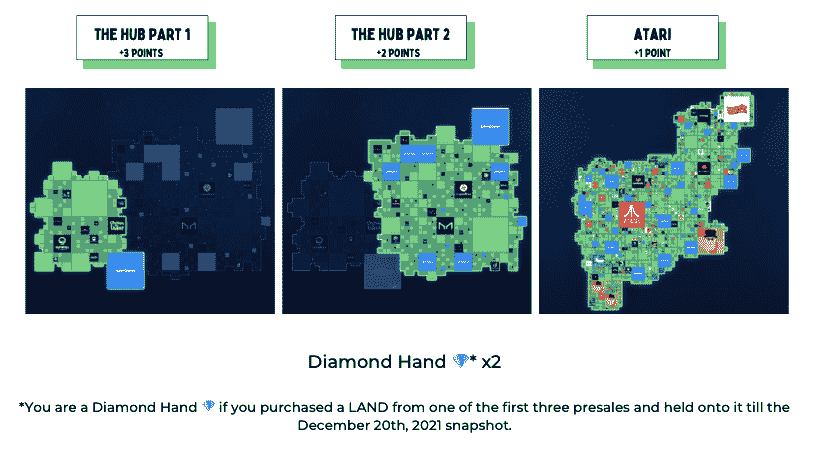 THE HUB PART 1
+3 POINTS
THE HUB PART 2
+2 POINTS
ATARI
+1 POINT
Diamond Hand 🏆* x2
*You are a Diamond Hand 🏆 if you purchased a LAND from one of the first three presales and held onto it till the
December 20th, 2021 snapshot.